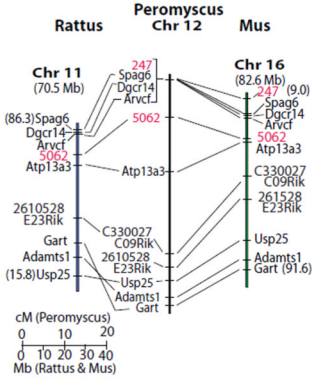 Peromyscus
Rattus Chr 12 Mus
247
Spag6
Dgcr14
Arvcf
5062
Atp13a3
C330027
C09Rik
2610528
E23Rik
Usp25
Adamts1
Gart
Chr 11
(70.5 Mb)
(86.3)Spag6
Dgcr14
Arvcf
5062
Atp13a3
2610528
E23Rik
Gart
Adamts1
(15.8)Usp25
Chr 16
(82.6 Mb)
247 (9.0)
Spag6
Dgcr14
Arvcf
5062
Atp13a3
C330027
C09Rik
261528
E23Rik
Usp25
Adamts1
Gart (91.6)
cM (Peromyscus)
0 10 20
0 10 20 30 40
Mb (Rattus & Mus)